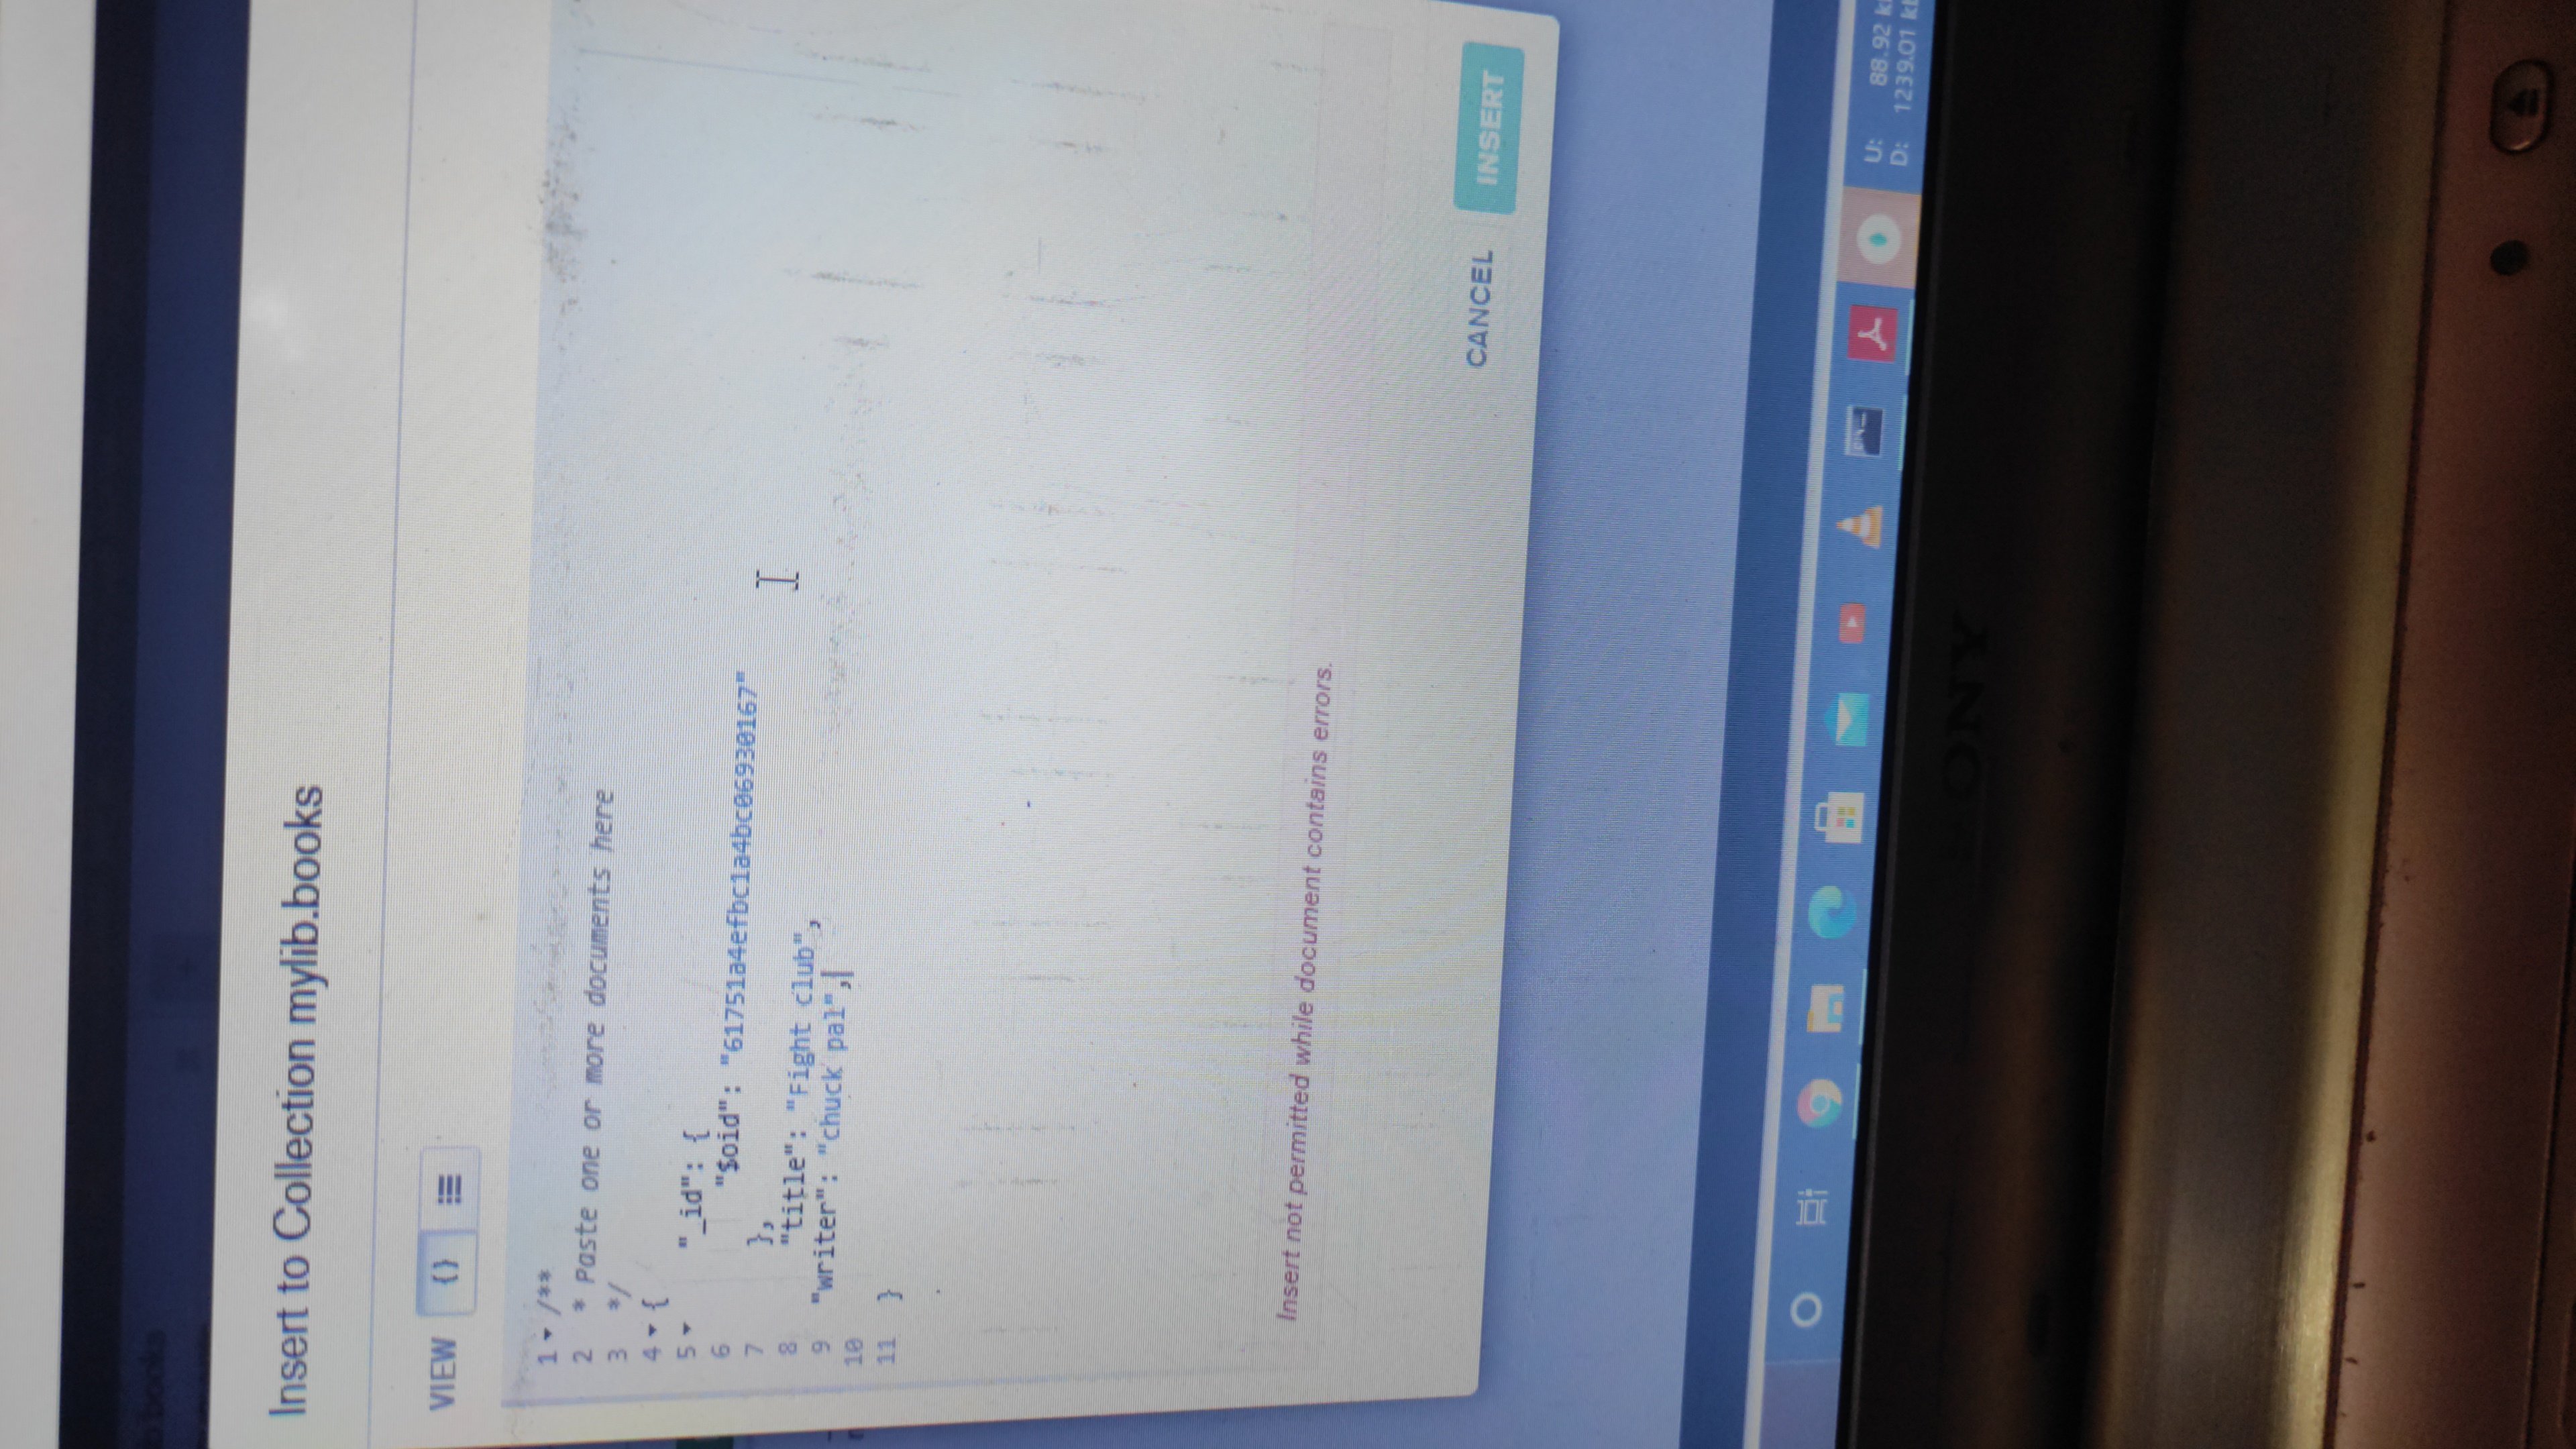 books
Insert to Collection mylib.books
VIEW {}
1 /**
2 * Paste one or more documents here
3 */
4 {
5 "_id": {
6 "$oid": "61751a4efbc1a4bc06930167"
7 },
8 "title": "Fight club",
9 "writer": "chuck pal",
10
11 }
Insert not permitted while document contains errors.
CANCEL INSERT
U: 88.92
D: 1239.01
SONY